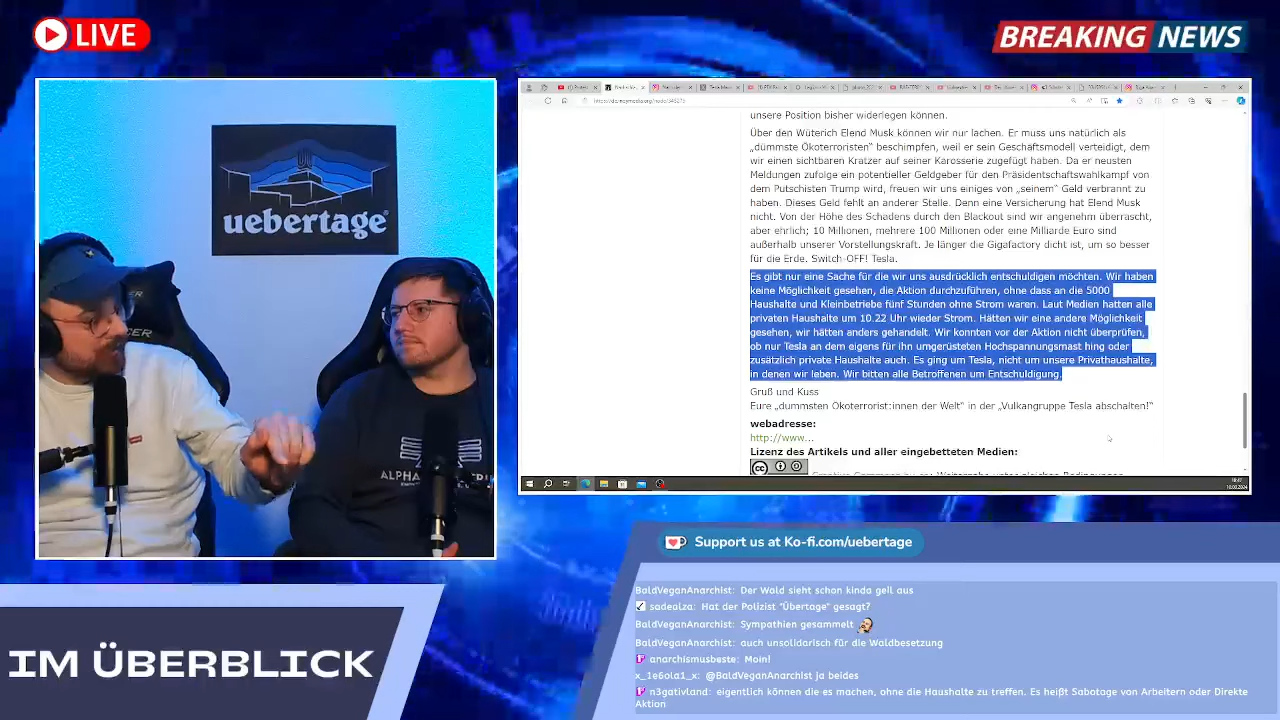 LIVE
BREAKING NEWS
uebertage
unsere Position bisher widerlegen können.
Über den Wüterich Elend Musk können wir nur lachen. Er muss uns natürlich als
„dümmste Ökoterroristen“ beschimpfen, weil er sein Geschäftsmodell verteidigt, dem
wir einen sichtbaren Kratzer auf seiner Karosserie zugefügt haben. Da er neusten
Meldungen zufolge ein potentieller Geldgeber für den Präsidentschaftswahlkampf von
dem Putschisten Trump wird, freuen wir uns einiges von „seinem“ Geld verbrannt zu
haben. Dieses Geld fehlt an anderer Stelle. Denn eine Versicherung hat Elend Musk
nicht. Von der Höhe des Schadens durch den Blackout sind wir angenehm überrascht,
aber ehrlich; 10 Millionen, mehrere 100 Millionen oder eine Milliarde Euro sind
außerhalb unserer Vorstellungskraft. Je länger die Gigafactory dicht ist, um so besser
für die Erde. Switch-OFF! Tesla.
Es gibt nur eine Sache für die wir uns ausdrücklich entschuldigen möchten. Wir haben
keine Möglichkeit gesehen, die Aktion durchzuführen, ohne dass an die 5000
Haushalte und Kleinbetriebe fünf Stunden ohne Strom waren. Laut Medien hatten alle
privaten Haushalte um 10.22 Uhr wieder Strom. Hätten wir eine andere Möglichkeit
gesehen, wir hätten anders gehandelt. Wir konnten vor der Aktion nicht überprüfen,
ob nur Tesla an dem eigens für ihn umgerüsteten Hochspannungsmast hing oder
zusätzlich private Haushalte auch. Es ging um Tesla, nicht um unsere Privathaushalte,
in denen wir leben. Wir bitten alle Betroffenen um Entschuldigung.
Gruß und Kuss
Eure „dümmsten Ökoterrorist:innen der Welt“ in der „Vulkangruppe Tesla abschalten!“
webadresse:
http://www...
Lizenz des Artikels und aller eingebetteten Medien:
ALPHA
Support us at Ko-fi.com/uebertage
BaldVeganAnarchist: Der Wald sieht schon kinda geil aus
sadealza: Hat der Polizist "Übertage" gesagt?
BaldVeganAnarchist: Sympathien gesammelt
BaldVeganAnarchist: auch unsolidarisch für die Waldbesetzung
anarchismusbeste: Moin!
x_1e6ola1_x: @BaldVeganAnarchist ja beides
n3gativland: eigentlich können die es machen, ohne die Haushalte zu treffen. Es heißt Sabotage von Arbeitern oder Direkte
Aktion
IM ÜBERBLICK